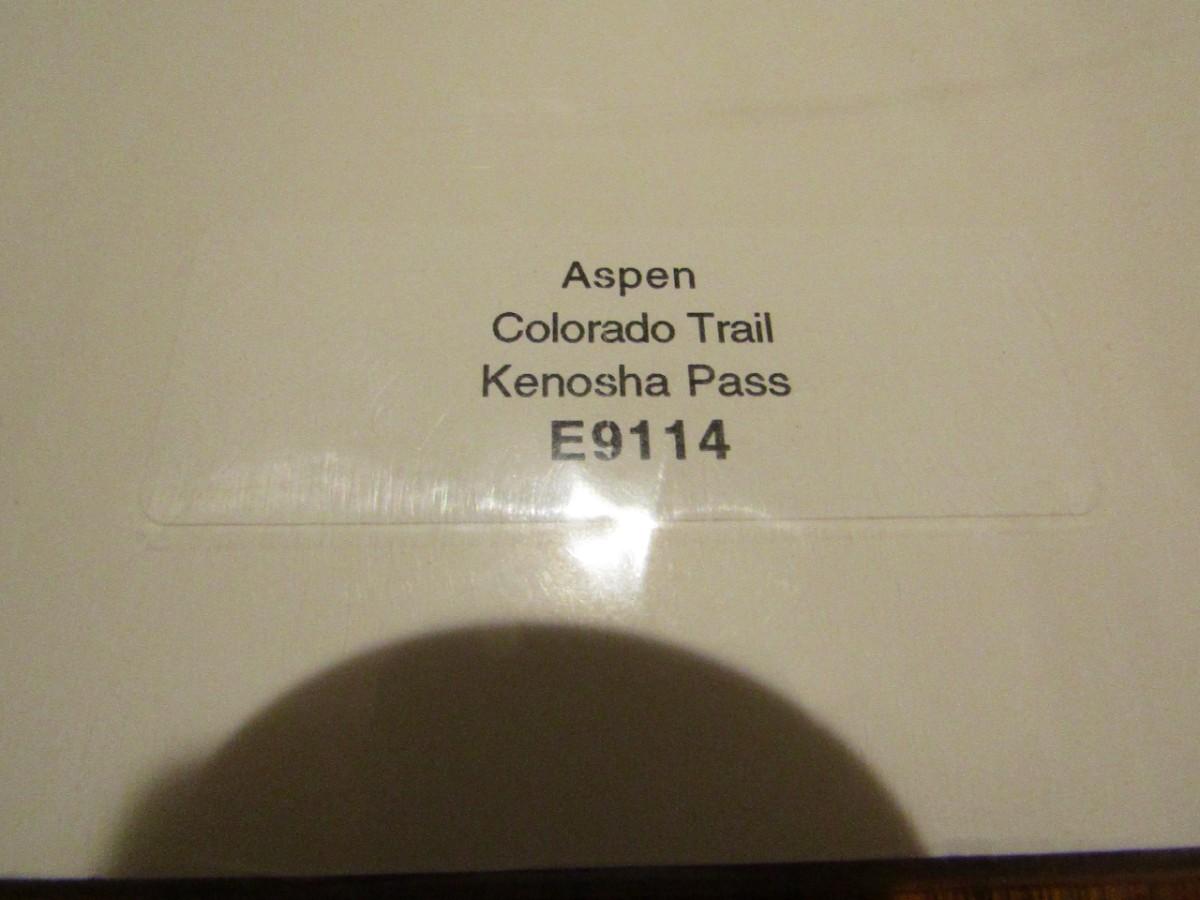 Aspen
Colorado Trail
Kenosha Pass
E9114